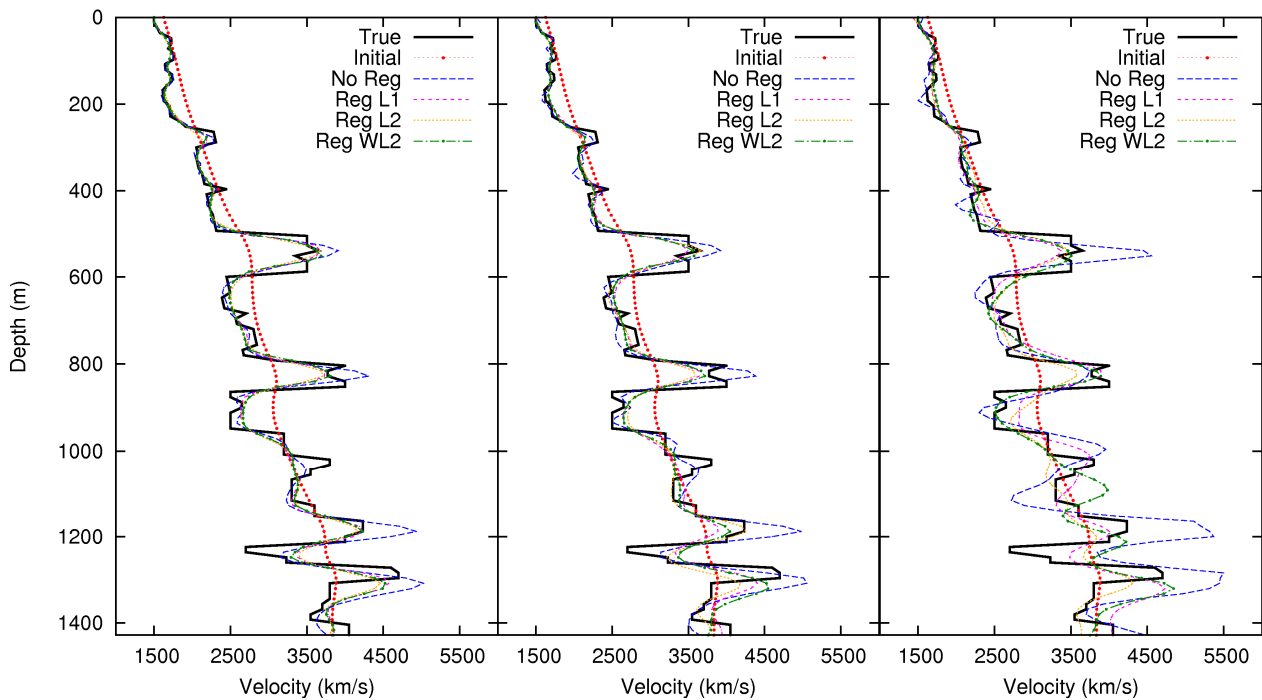 0
200
400
600
800
1000
1200
1400
Depth (m)
True
Initial
No Reg
Reg L1
Reg L2
Reg WL2
1500 2500 3500 4500 5500
Velocity (km/s)
True
Initial
No Reg
Reg L1
Reg L2
Reg WL2
1500 2500 3500 4500 5500
Velocity (km/s)
True
Initial
No Reg
Reg L1
Reg L2
Reg WL2
1500 2500 3500 4500 5500
Velocity (km/s)